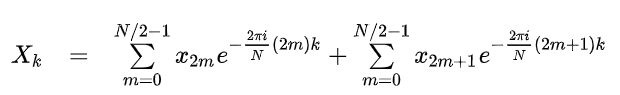 $X_k = \sum_{m=0}^{N/2-1} x_{2m} e^{-\frac{2\pi i}{N}(2m)k} + \sum_{m=0}^{N/2-1} x_{2m+1} e^{-\frac{2\pi i}{N}(2m+1)k}$